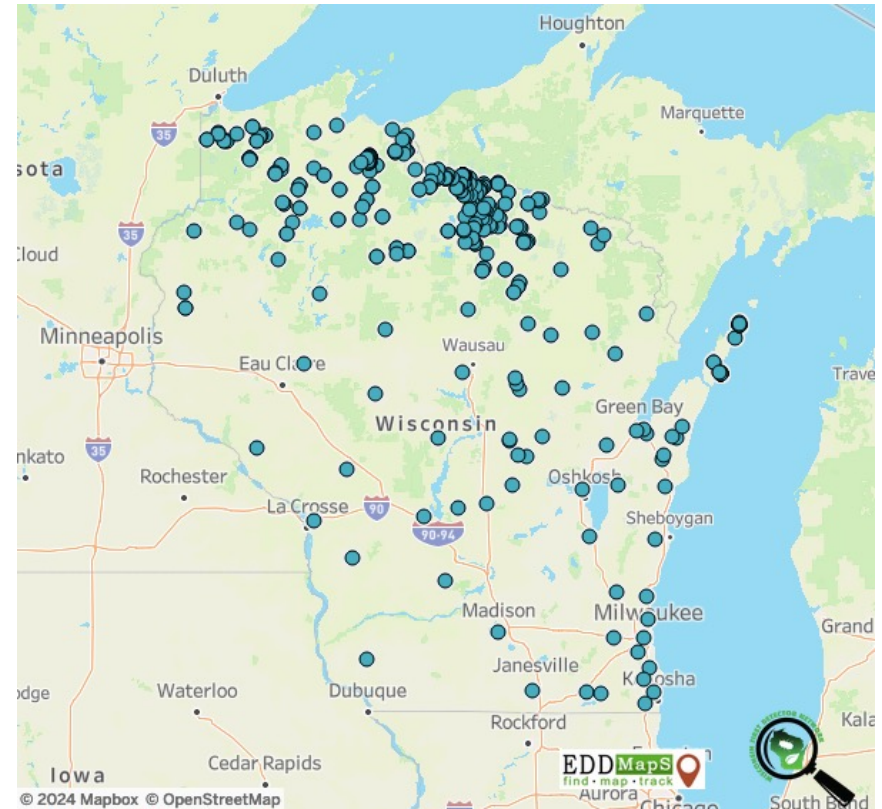 Houghton
Duluth
Marquette
35
sota
35
Cloud
Minneapolis
Wausau
Eau Claire
Trave
Green Bay
Wisconsin
35
nkato
Rochester
Oshkosh
La Crosse
90
Sheboygan
90-94
Madison
Milwaukee
Grand
Janesville
Kenosha
odge
Waterloo
Dubuque
Kala
Rockford
EDDMapS
find · map · track
Cedar Rapids
Iowa
Aurora
Chicago
South Bend
© 2024 Mapbox © OpenStreetMap